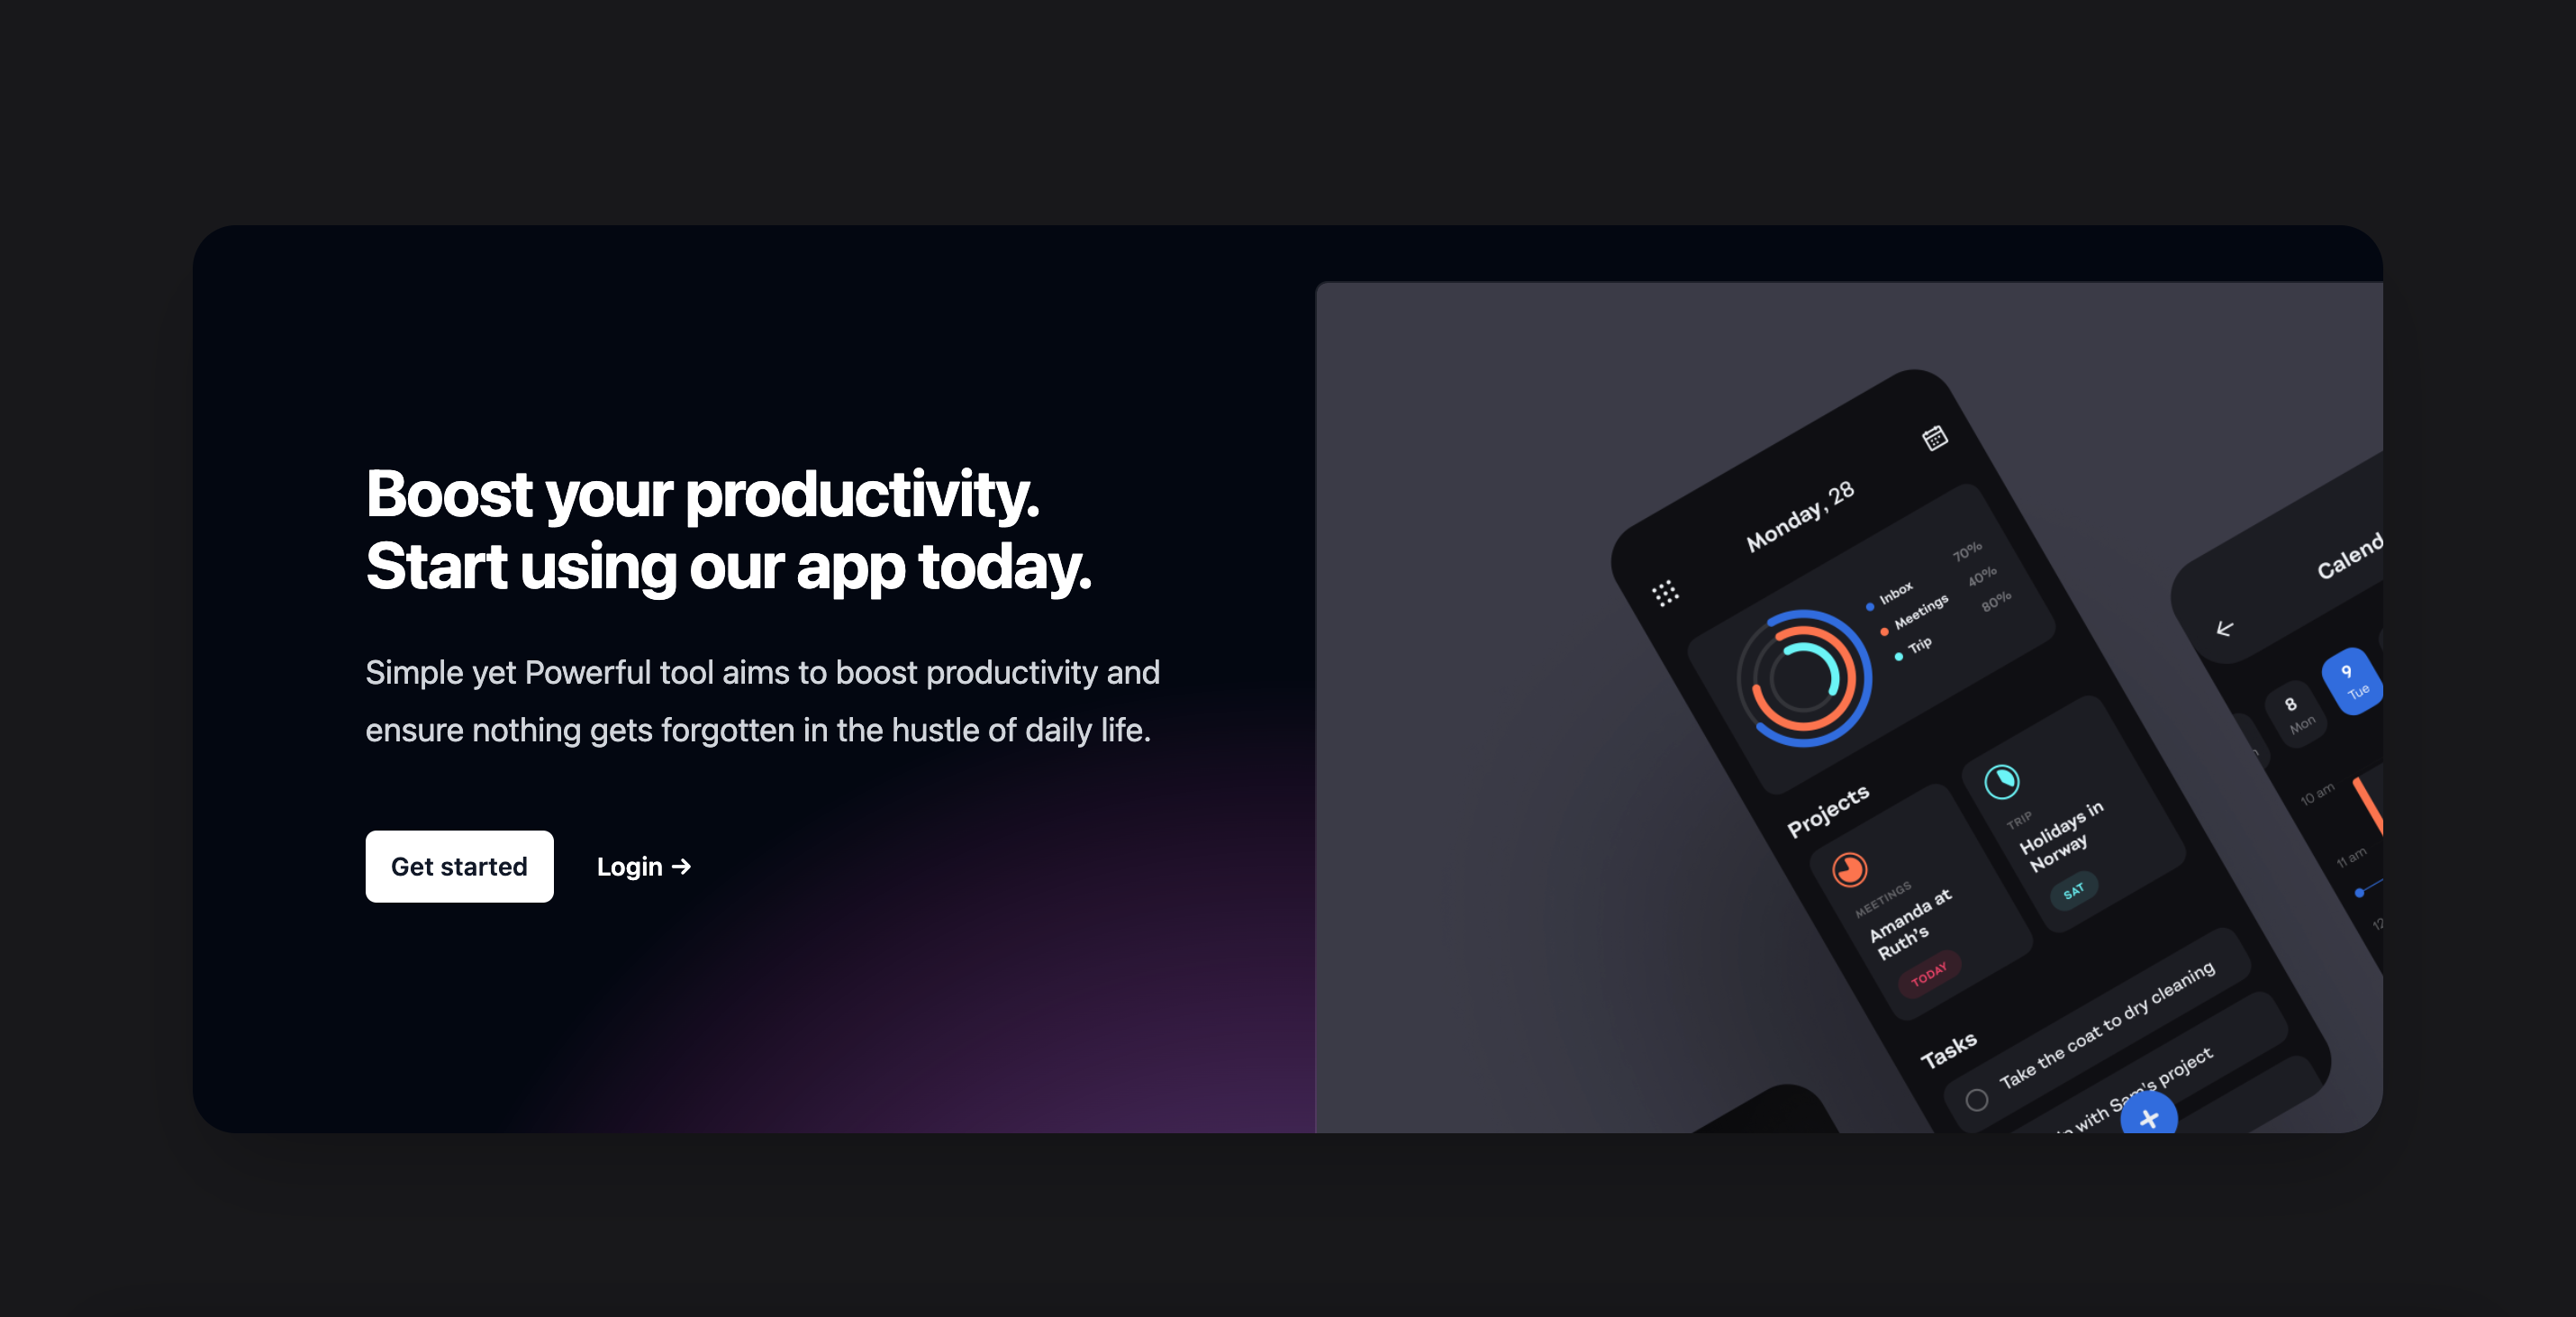 Boost your productivity.
Start using our app today.
Simple yet Powerful tool aims to boost productivity and
ensure nothing gets forgotten in the hustle of daily life.
Get started
Login →
Monday, 28
Inbox 70%
Meetings 40%
Trip 80%
Projects
MEETINGS
Amanda at
Ruth's
TODAY
TRIP
Holidays in
Norway
SAT
Tasks
Take the coat to dry cleaning
with Sam's project
8
Mon
9
Tue
10 am
11 am